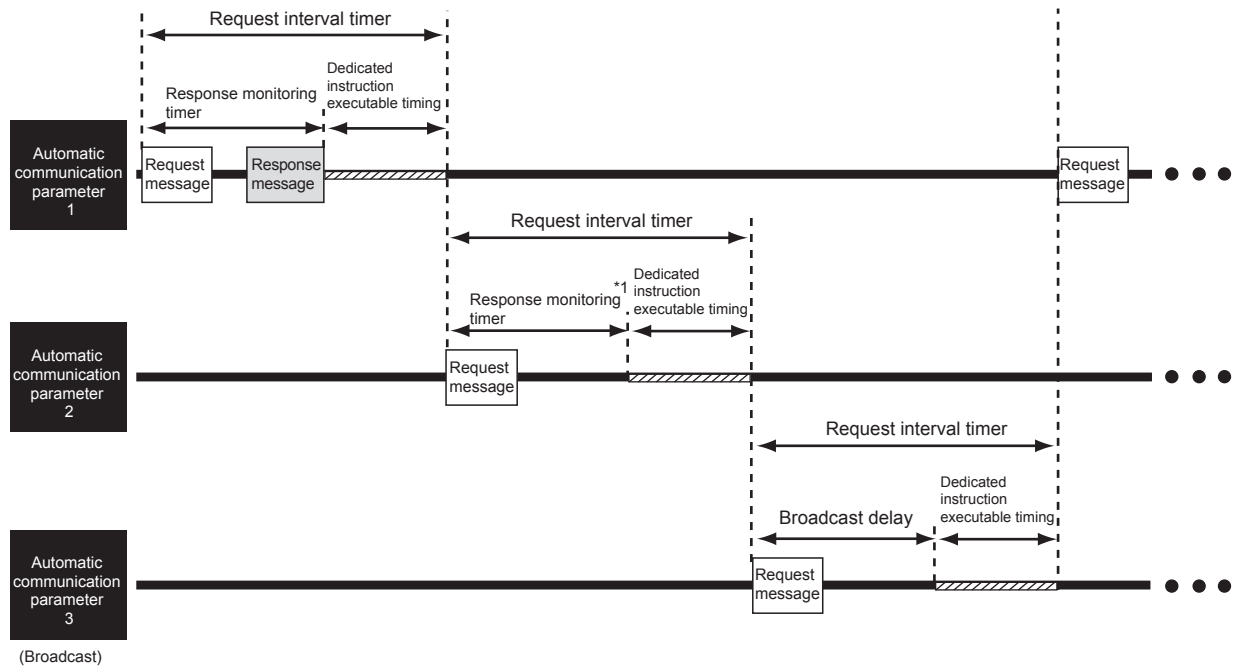 Request interval timer
Response monitoring
timer
Dedicated
instruction
executable timing
Automatic
communication
parameter
1
Request
message
Response
message
Request
message
Request interval timer
Response monitoring
timer
*1
Dedicated
instruction
executable timing
Automatic
communication
parameter
2
Request
message
Request interval timer
Broadcast delay
Dedicated
instruction
executable timing
Automatic
communication
parameter
3
Request
message
(Broadcast)